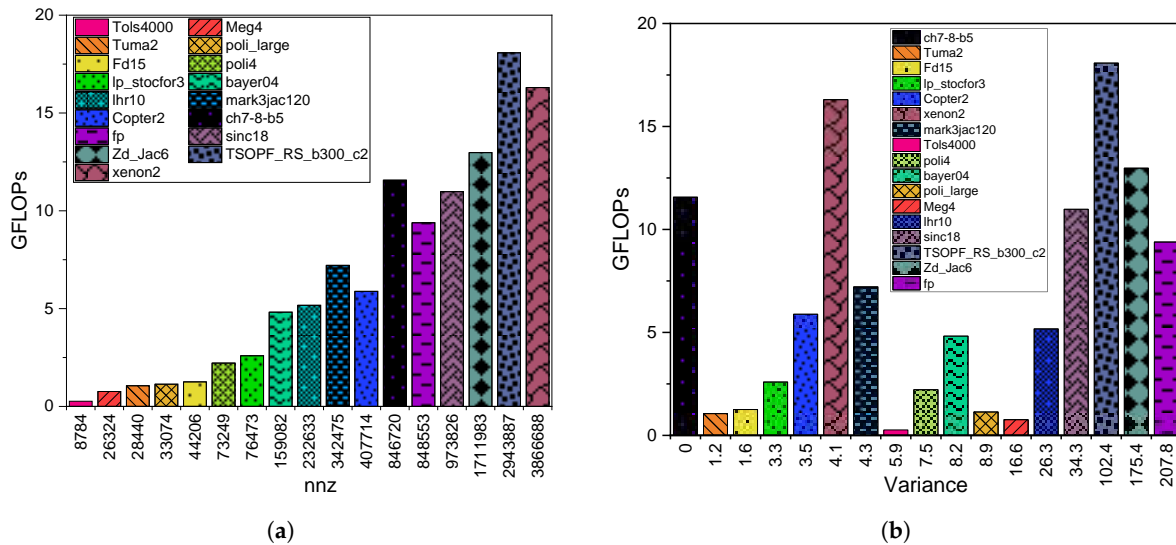 20
15
10
5
0
GFLOPs
Tols4000
Tuma2
Fd15
lp_stocfor3
lhr10
Copter2
fp
Zd_Jac6
xenon2
Meg4
poli_large
poli4
bayer04
mark3jac120
ch7-8-b5
sinc18
TSOPF_RS_b300_c2
8784
26324
28440
33074
44206
73249
76473
159082
232633
342475
407714
846720
848553
973826
1711983
2943887
3866688
nnz
(a)
20
15
10
5
0
GFLOPs
ch7-8-b5
Tuma2
Fd15
lp_stocfor3
Copter2
xenon2
mark3jac120
Tols4000
poli4
bayer04
poli_large
Meg4
lhr10
sinc18
TSOPF_RS_b300_c2
Zd_Jac6
fp
0
1.2
1.6
3.3
3.5
4.1
4.3
5.9
7.5
8.2
8.9
16.6
26.3
34.3
102.4
175.4
207.8
Variance
(b)